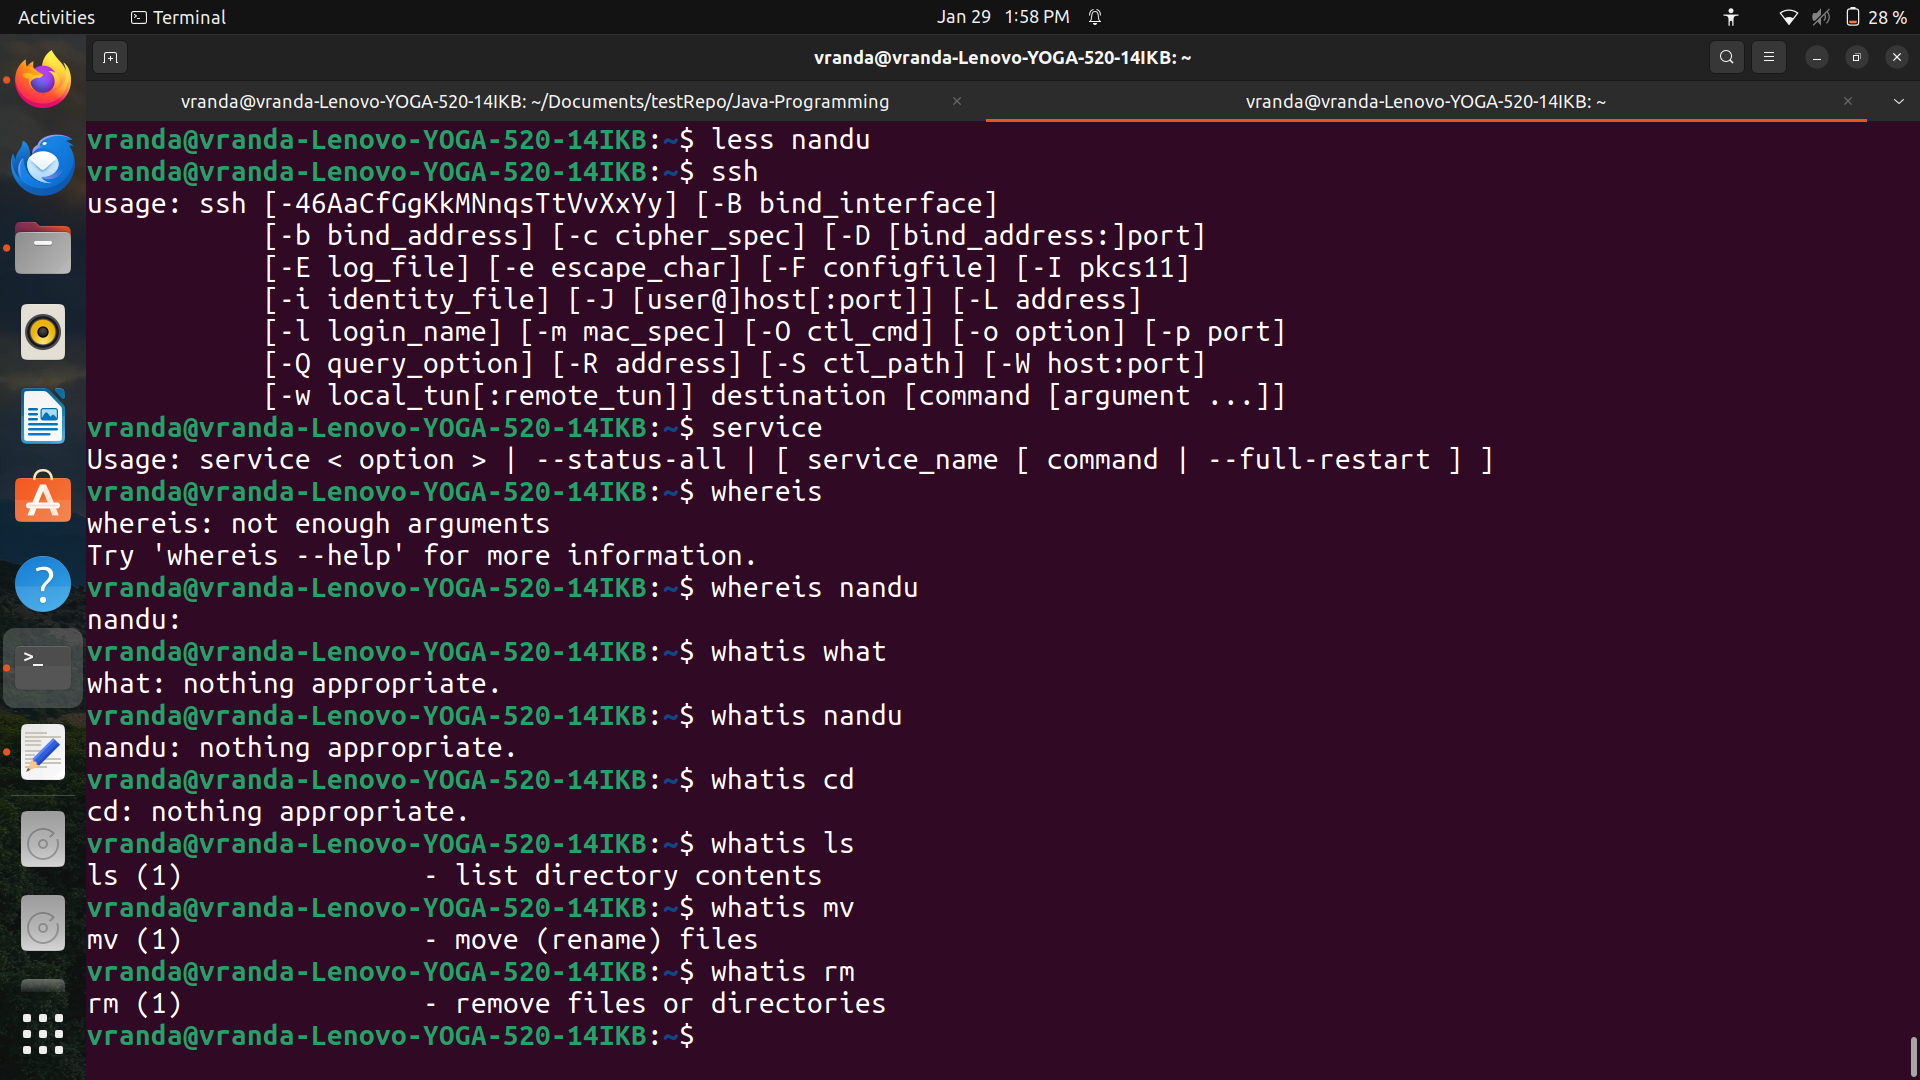 Activities
Terminal
Jan 29 1:58 PM
28 %
vranda@vranda-Lenovo-YOGA-520-14IKB: ~
vranda@vranda-Lenovo-YOGA-520-14IKB: ~/Documents/testRepo/Java-Programming
vranda@vranda-Lenovo-YOGA-520-14IKB: ~
vranda@vranda-Lenovo-YOGA-520-14IKB:~$ less nandu
vranda@vranda-Lenovo-YOGA-520-14IKB:~$ ssh
usage: ssh [-46AaCfGgKkMNnqsTtVvXxYy] [-B bind_interface]
           [-b bind_address] [-c cipher_spec] [-D [bind_address:]port]
           [-E log_file] [-e escape_char] [-F configfile] [-I pkcs11]
           [-i identity_file] [-J [user@]host[:port]] [-L address]
           [-l login_name] [-m mac_spec] [-O ctl_cmd] [-o option] [-p port]
           [-Q query_option] [-R address] [-S ctl_path] [-W host:port]
           [-w local_tun[:remote_tun]] destination [command [argument ...]]
vranda@vranda-Lenovo-YOGA-520-14IKB:~$ service
Usage: service < option > | --status-all | [ service_name [ command | --full-restart ] ]
vranda@vranda-Lenovo-YOGA-520-14IKB:~$ whereis
whereis: not enough arguments
Try 'whereis --help' for more information.
vranda@vranda-Lenovo-YOGA-520-14IKB:~$ whereis nandu
nandu:
vranda@vranda-Lenovo-YOGA-520-14IKB:~$ whatis what
what: nothing appropriate.
vranda@vranda-Lenovo-YOGA-520-14IKB:~$ whatis nandu
nandu: nothing appropriate.
vranda@vranda-Lenovo-YOGA-520-14IKB:~$ whatis cd
cd: nothing appropriate.
vranda@vranda-Lenovo-YOGA-520-14IKB:~$ whatis ls
ls (1)               - list directory contents
vranda@vranda-Lenovo-YOGA-520-14IKB:~$ whatis mv
mv (1)               - move (rename) files
vranda@vranda-Lenovo-YOGA-520-14IKB:~$ whatis rm
rm (1)               - remove files or directories
vranda@vranda-Lenovo-YOGA-520-14IKB:~$